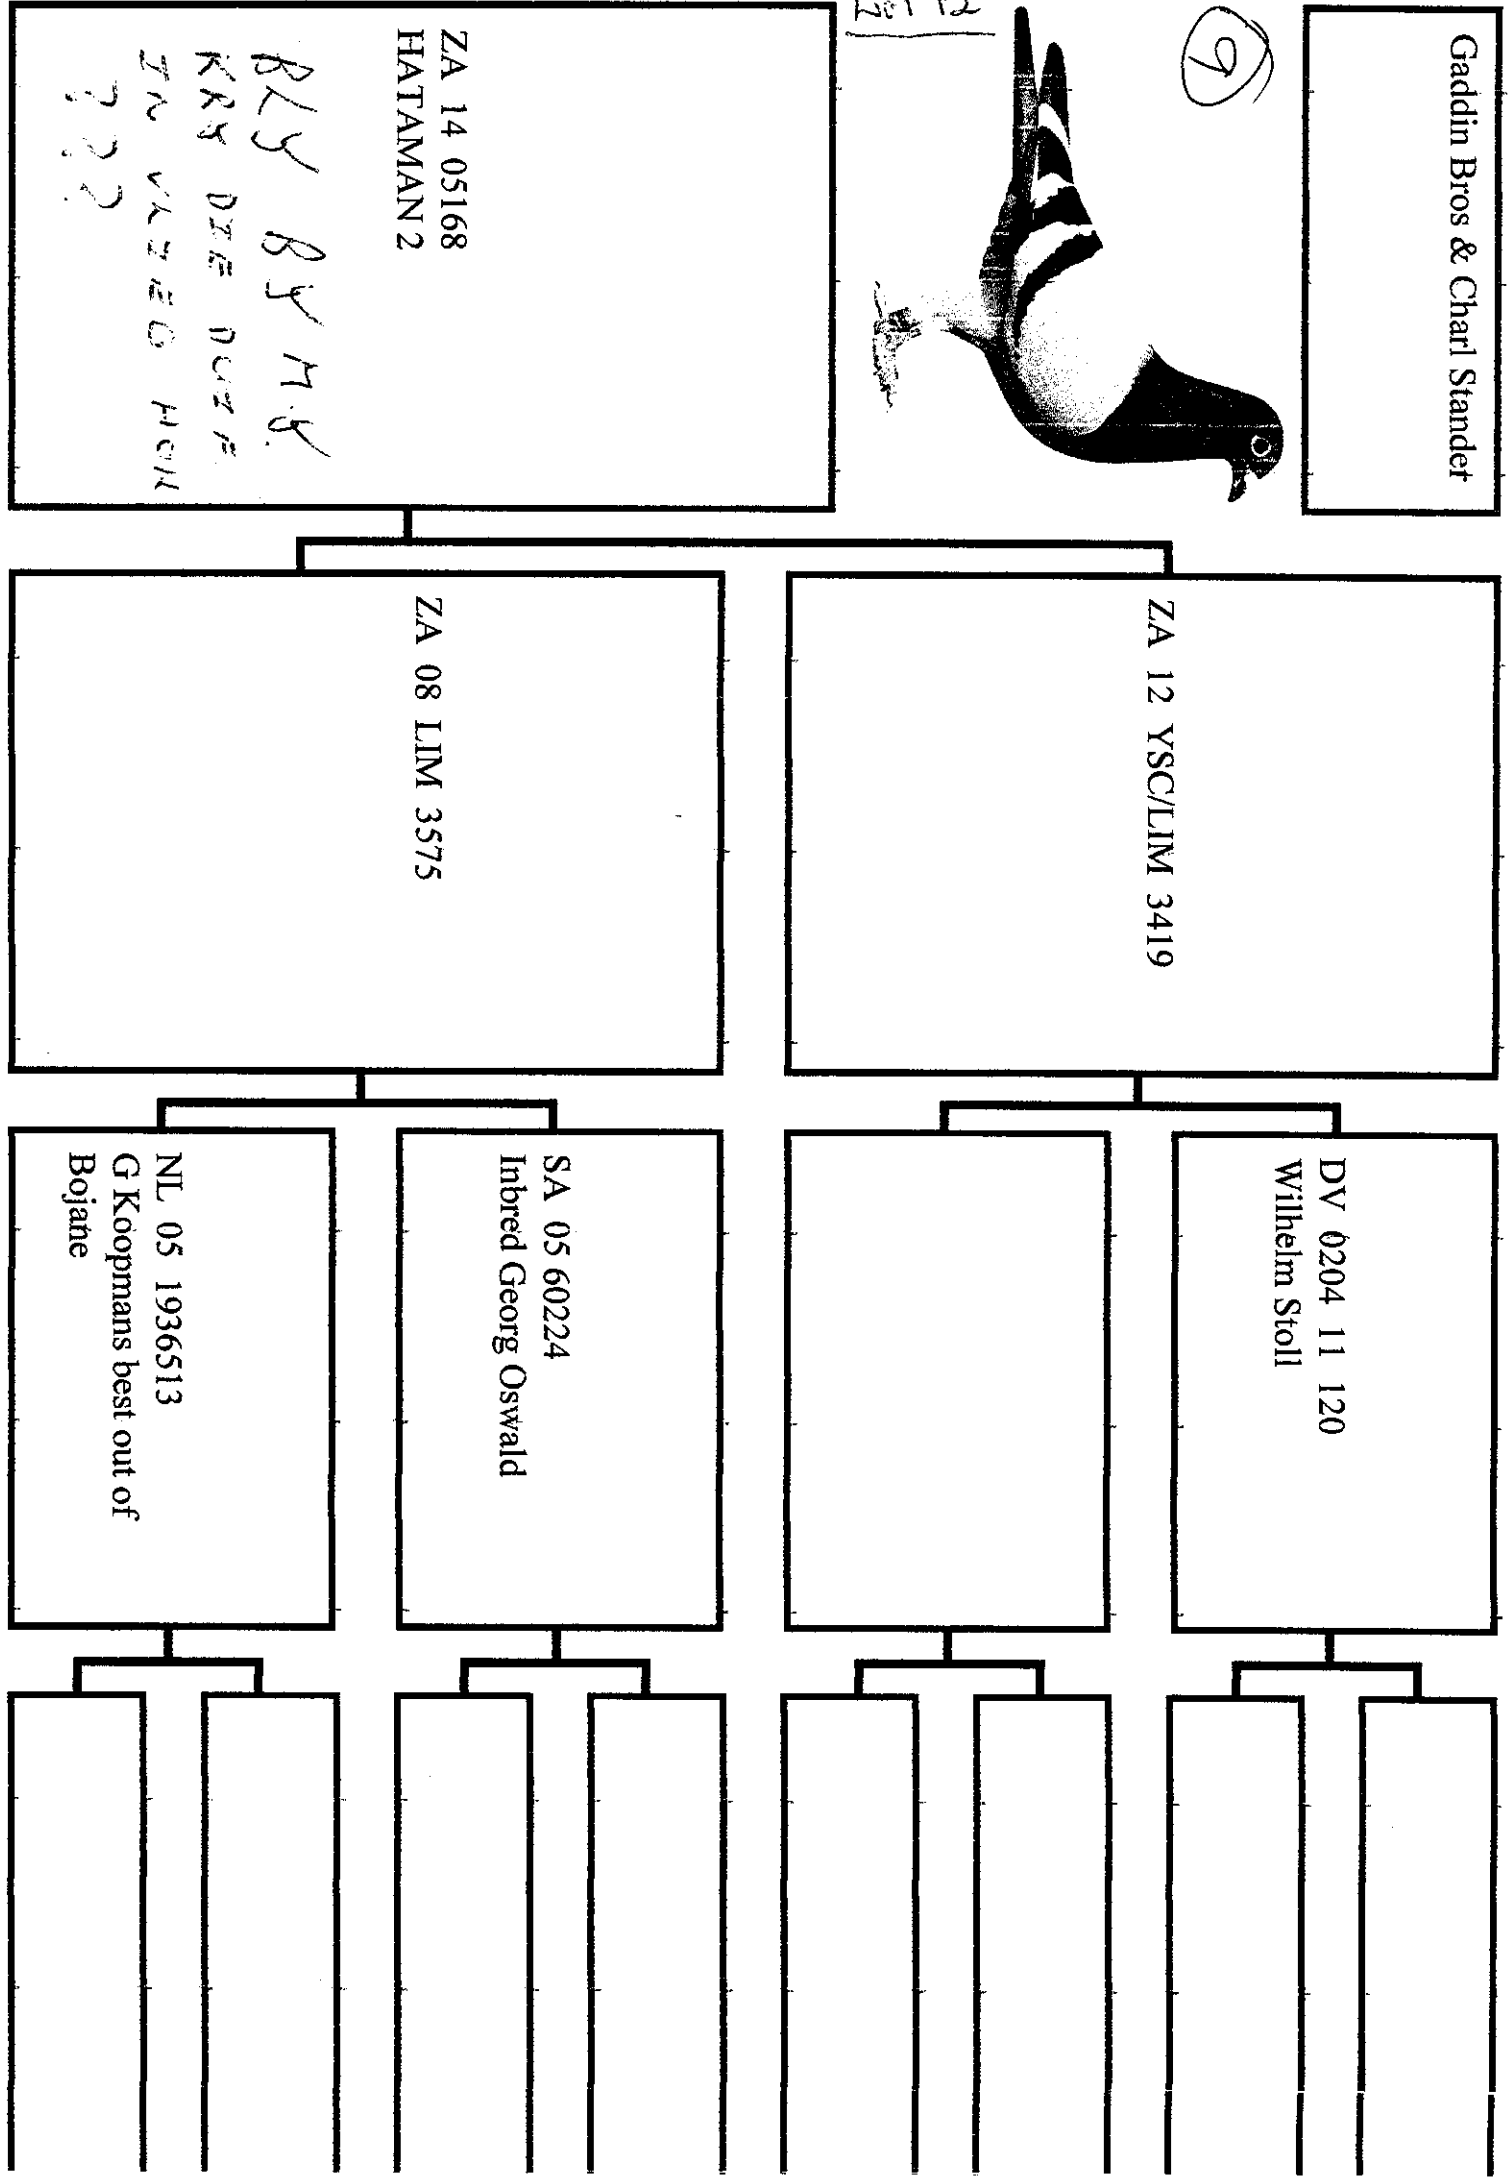 Gaddin Bros & Charl Stander
ZA 14 05168
HATAMAN 2
BLY BY MY.
KRY DIE DUIF
IN VLIEG HOK
???
ZA 12 YSC/LIM 3419
ZA 08 LIM 3575
DV 0204 11 120
Wilhelm Stoll
SA 05 60224
Inbred Georg Oswald
NL 05 1936513
G Koopmans best out of
Bojane